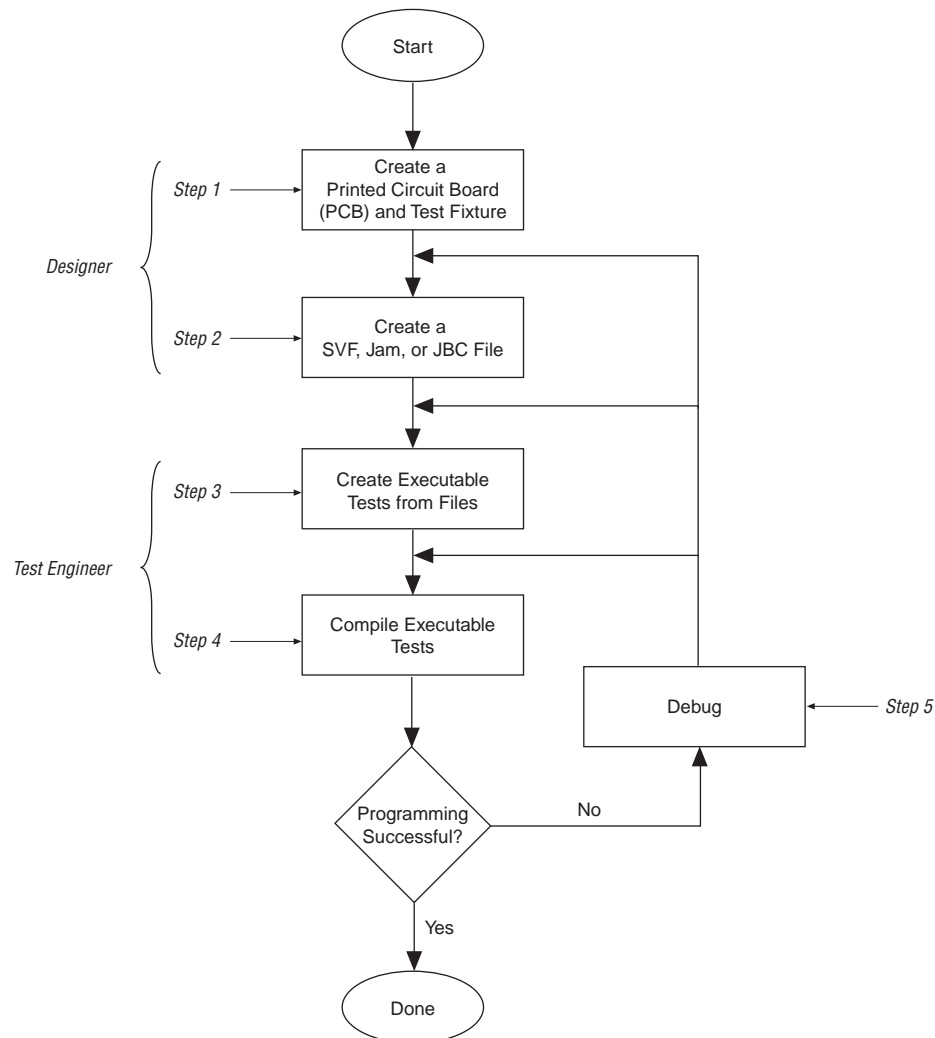 Start
Step 1
Create a
Printed Circuit Board
(PCB) and Test Fixture
Designer
Step 2
Create a
SVF, Jam, or JBC File
Step 3
Create Executable
Tests from Files
Test Engineer
Step 4
Compile Executable
Tests
Debug
Step 5
Programming
Successful?
No
Yes
Done